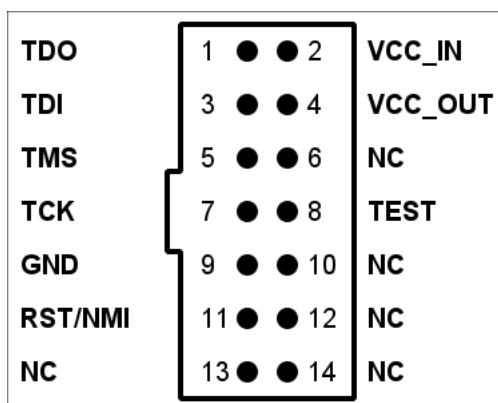 TDO 1 2 VCC_IN
TDI 3 4 VCC_OUT
TMS 5 6 NC
TCK 7 8 TEST
GND 9 10 NC
RST/NMI 11 12 NC
NC 13 14 NC